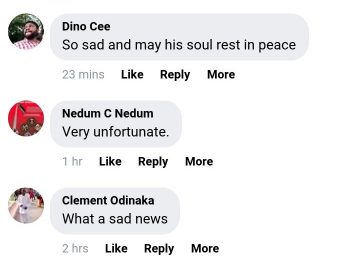 Dino Cee
So sad and may his soul rest in peace
23 mins Like Reply More
Nedum C Nedum
Very unfortunate.
1 hr Like Reply More
Clement Odinaka
What a sad news
2 hrs Like Reply More